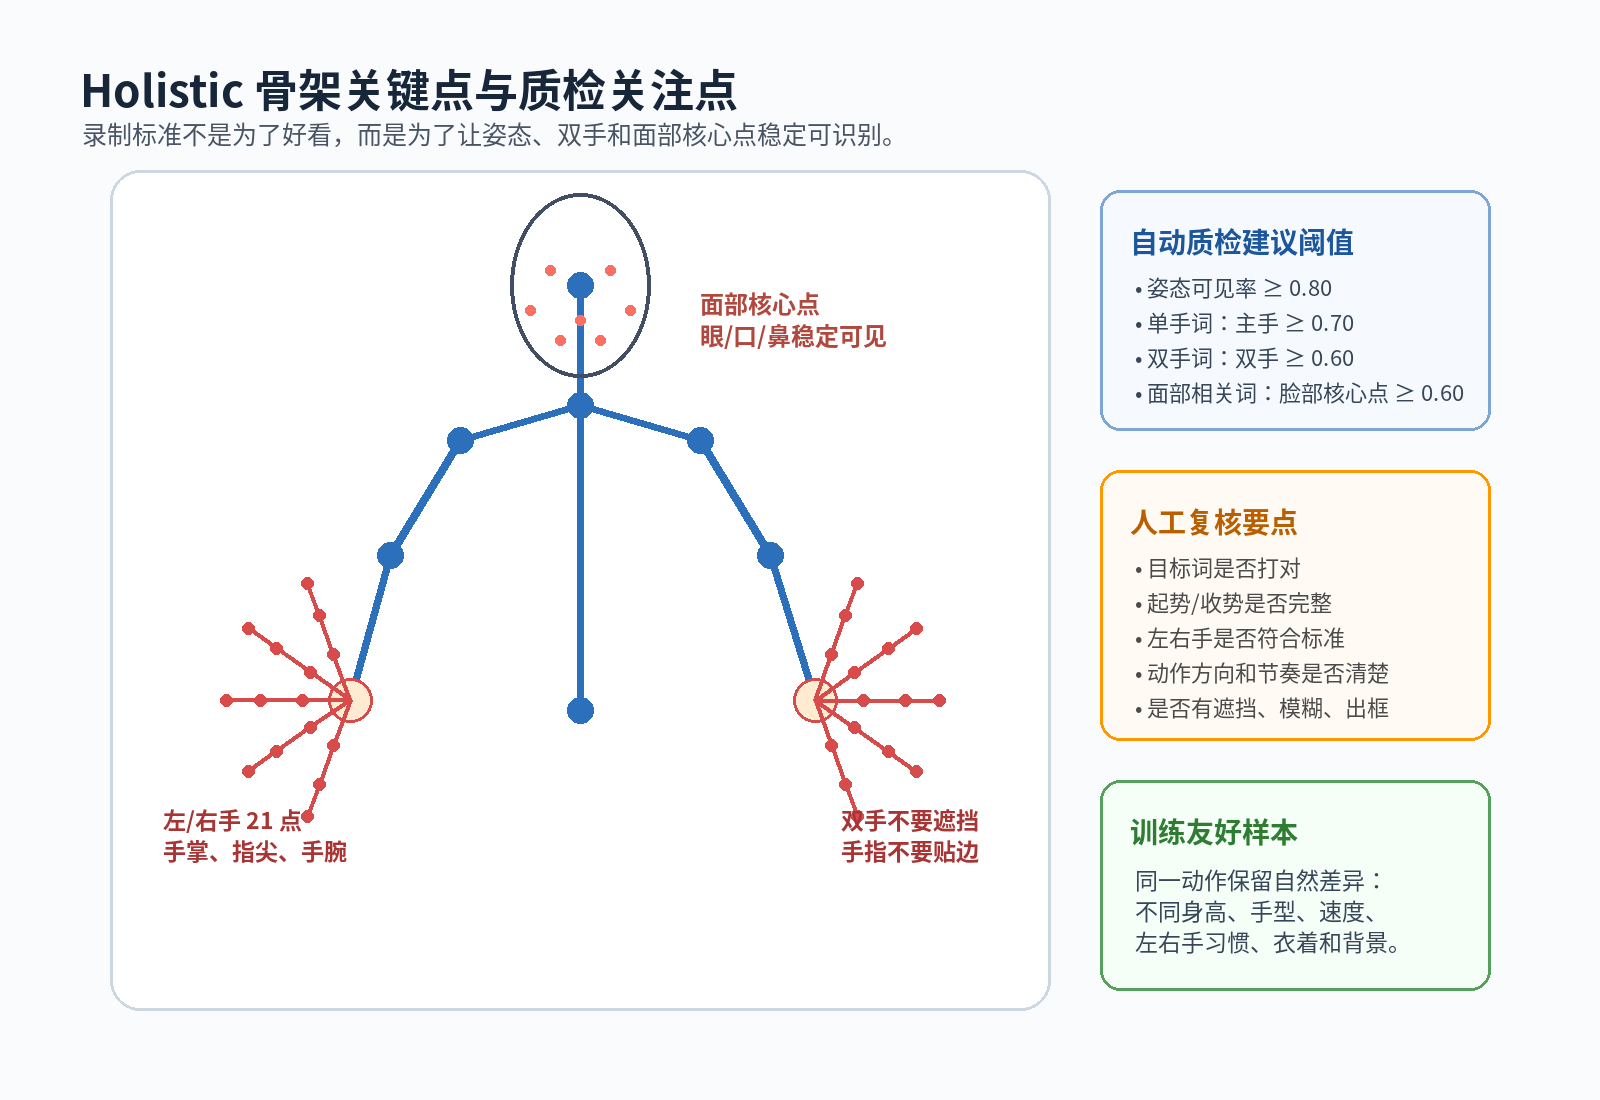 Holistic 骨架关键点与质检关注点
录制标准不是为了好看，而是为了让姿态、双手和面部核心点稳定可识别。
面部核心点
眼/口/鼻稳定可见
左/右手 21 点
手掌、指尖、手腕
双手不要遮挡
手指不要贴边
自动质检建议阈值
• 姿态可见率 ≥ 0.80
• 单手词：主手 ≥ 0.70
• 双手词：双手 ≥ 0.60
• 面部相关词：脸部核心点 ≥ 0.60
人工复核要点
• 目标词是否打对
• 起势/收势是否完整
• 左右手是否符合标准
• 动作方向和节奏是否清楚
• 是否有遮挡、模糊、出框
训练友好样本
同一动作保留自然差异：
不同身高、手型、速度、
左右手习惯、衣着和背景。